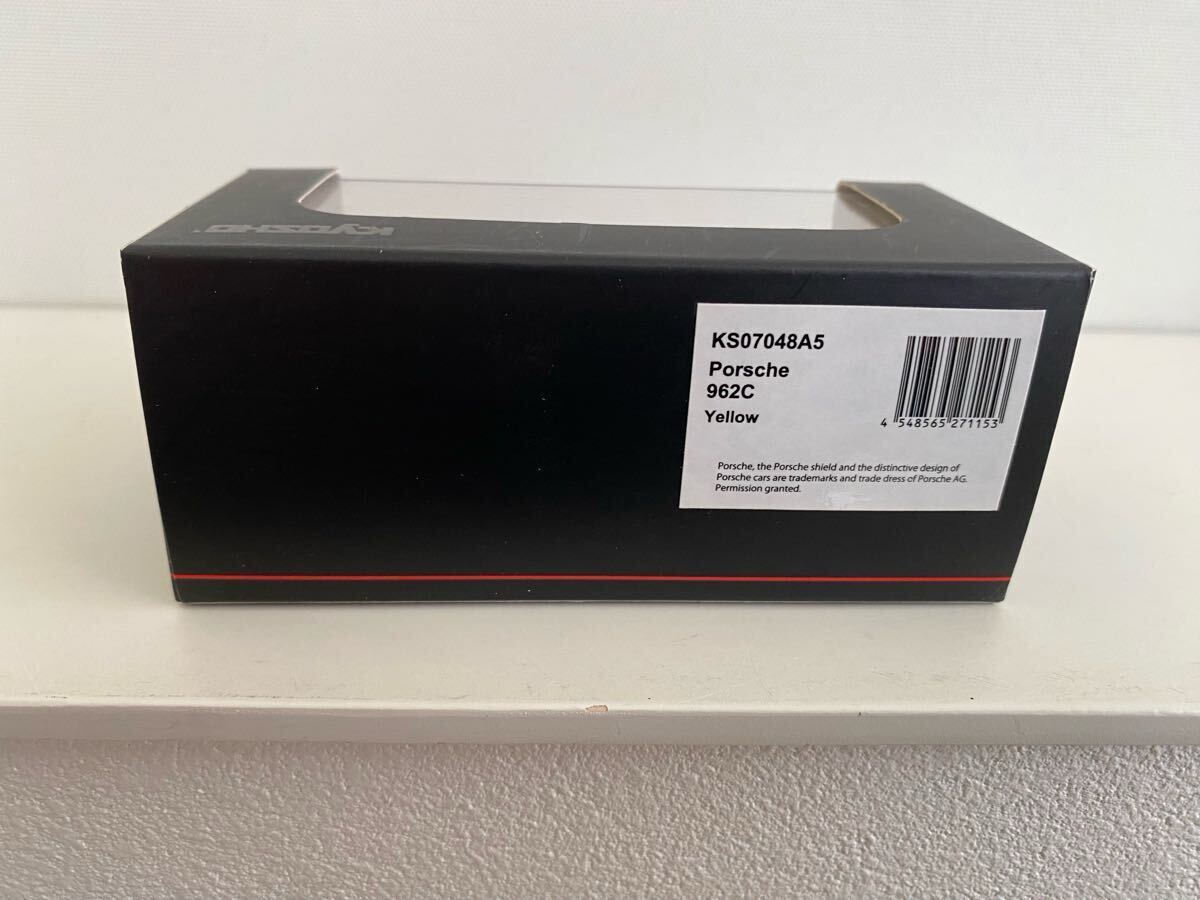 KYOSHO
KS07048A5
Porsche
962C
Yellow
4 548565 271153
Porsche, the Porsche shield and the distinctive design of
Porsche cars are trademarks and trade dress of Porsche AG.
Permission granted.